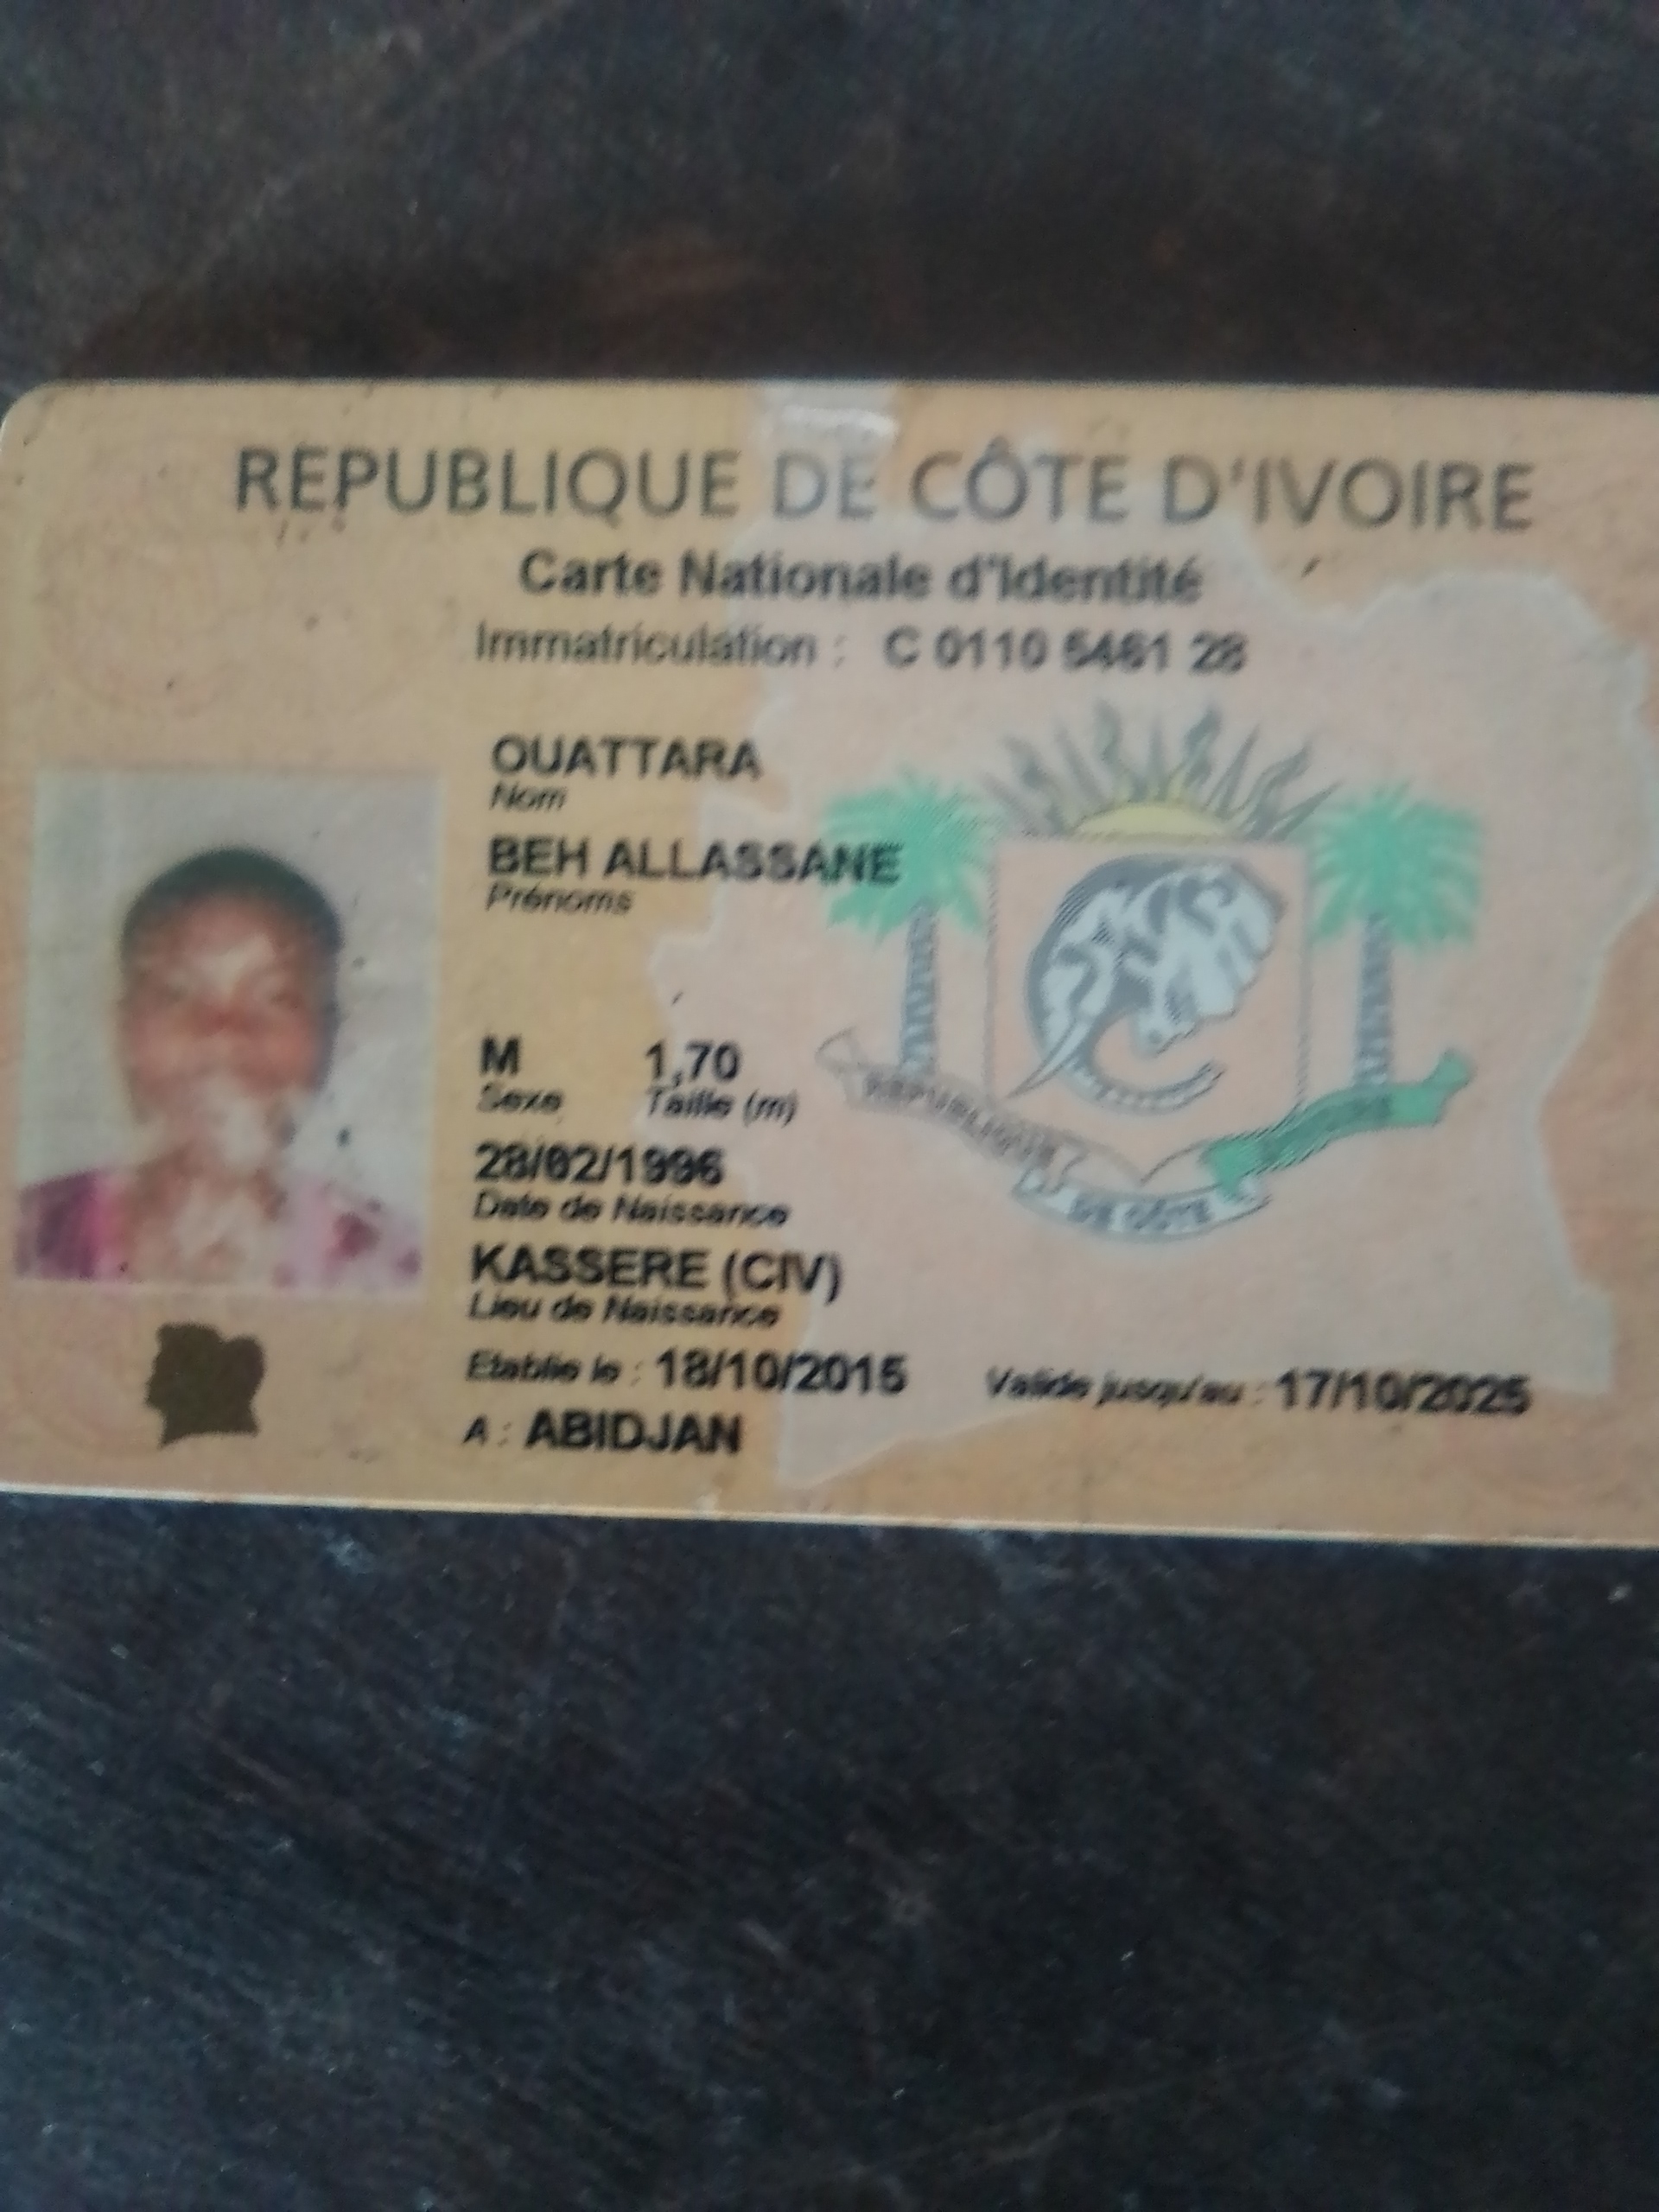 REPUBLIQUE DE CÔTE D'IVOIRE
Carte Nationale d'Identité
Immatriculation : C 0110 5461 28
OUATTARA
Nom
BEH ALLASSANE
Prénoms
M 1,70
Sexe Taille (m)
28/02/1996
Date de Naissance
KASSERE (CIV)
Lieu de Naissance
Etablie le : 18/10/2015 Valide jusqu'au : 17/10/2025
A : ABIDJAN
REPUBLIQUE
DE CÔTE